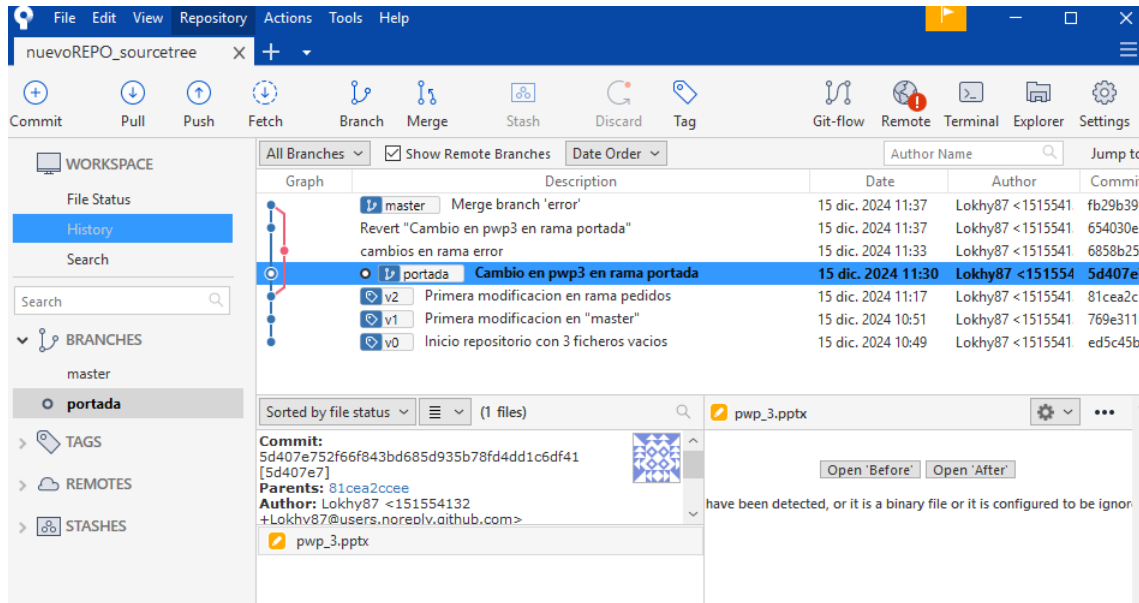 File Edit View Repository Actions Tools Help
nuevoREPO_sourcetree
Commit Pull Push Fetch Branch Merge Stash Discard Tag Git-flow Remote Terminal Explorer Settings
WORKSPACE
File Status
History
Search
Search
BRANCHES
master
portada
TAGS
REMOTES
STASHES
All Branches Show Remote Branches Date Order Author Name Jump to
Graph Description Date Author Commi
master Merge branch 'error' 15 dic. 2024 11:37 Lokhy87 <1515541 fb29b39
Revert "Cambio en pwp3 en rama portada" 15 dic. 2024 11:37 Lokhy87 <1515541 654030e
cambios en rama error 15 dic. 2024 11:33 Lokhy87 <1515541 6858b25
portada Cambio en pwp3 en rama portada 15 dic. 2024 11:30 Lokhy87 <151554 5d407e
v2 Primera modificacion en rama pedidos 15 dic. 2024 11:17 Lokhy87 <1515541 81cea2c
v1 Primera modificacion en "master" 15 dic. 2024 10:51 Lokhy87 <1515541 769e311
v0 Inicio repositorio con 3 ficheros vacios 15 dic. 2024 10:49 Lokhy87 <1515541 ed5c45b
Sorted by file status (1 files)
Commit:
5d407e752f66f843bd685d935b78fd4dd1c6df41
[5d407e7]
Parents: 81cea2ccee
Author: Lokhy87 <151554132
+Lokhy87@users.noreply.github.com>
pwp_3.pptx
pwp_3.pptx
Open 'Before' Open 'After'
have been detected, or it is a binary file or it is configured to be ignor